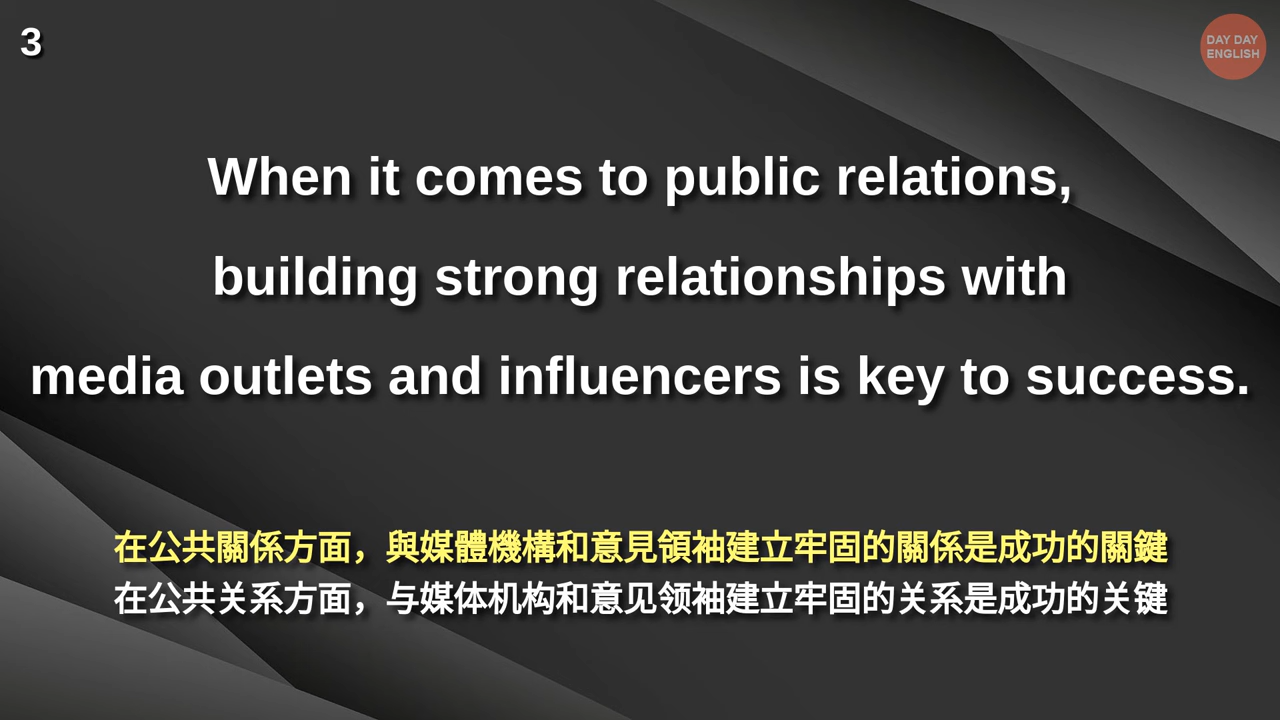 3
DAY DAY
ENGLISH
When it comes to public relations,
building strong relationships with
media outlets and influencers is key to success.
在公共關係方面，與媒體機構和意見領袖建立牢固的關係是成功的關鍵
在公共关系方面，与媒体机构和意见领袖建立牢固的关系是成功的关键